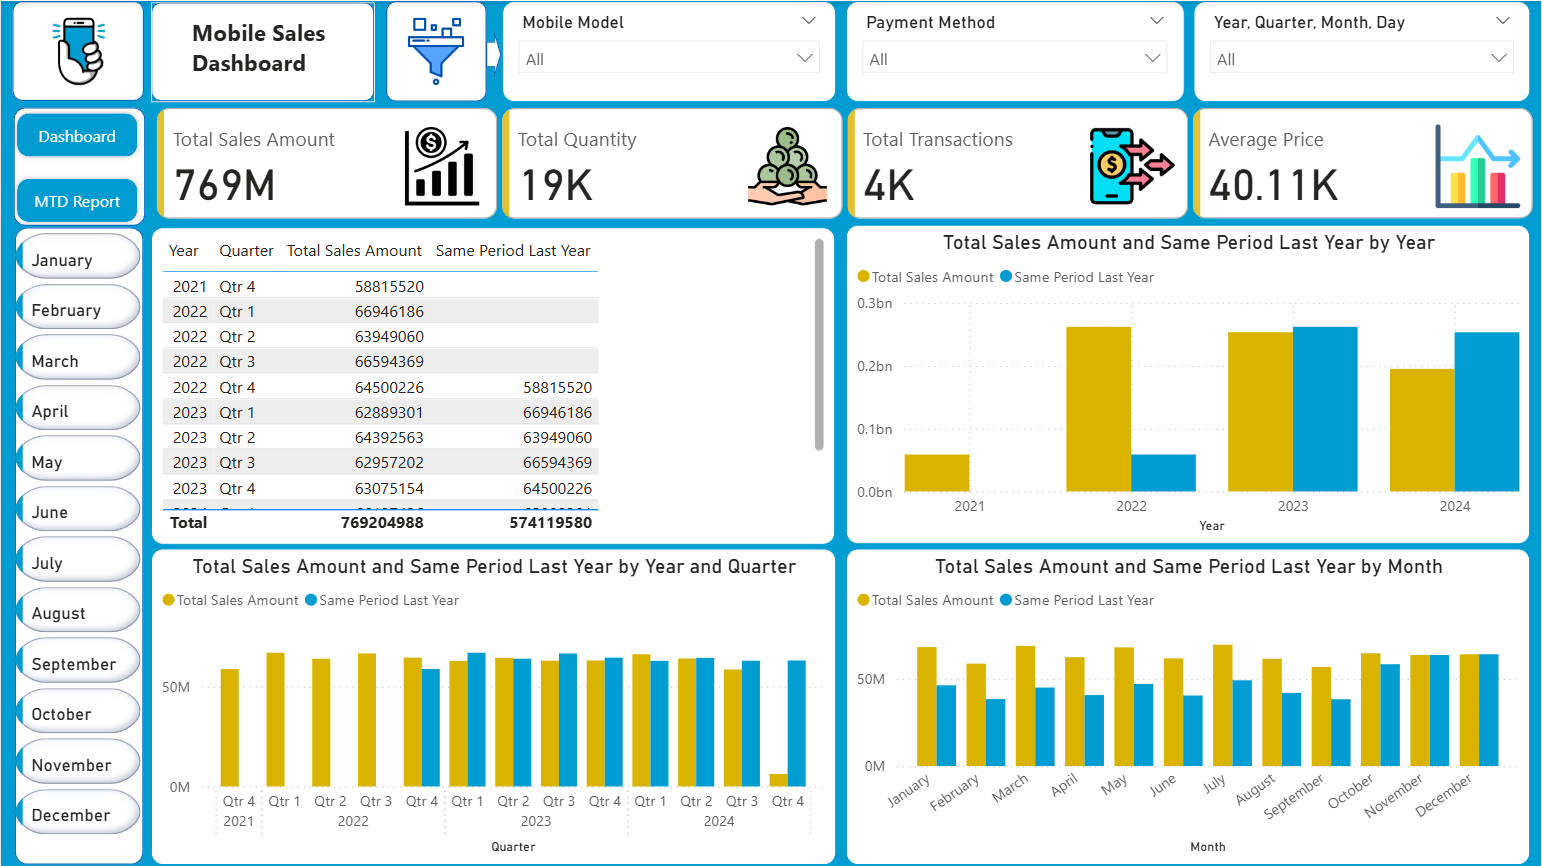 Mobile Sales
Dashboard
Mobile Model
All
Payment Method
All
Year, Quarter, Month, Day
All
Dashboard
MTD Report
Total Sales Amount
769M
Total Quantity
19K
Total Transactions
4K
Average Price
40.11K
January
February
March
April
May
June
July
August
September
October
November
December
Year Quarter Total Sales Amount Same Period Last Year
2021 Qtr 4 58815520
2022 Qtr 1 66946186
2022 Qtr 2 63949060
2022 Qtr 3 66594369
2022 Qtr 4 64500226 58815520
2023 Qtr 1 62889301 66946186
2023 Qtr 2 64392563 63949060
2023 Qtr 3 62957202 66594369
2023 Qtr 4 63075154 64500226
Total 769204988 574119580
Total Sales Amount and Same Period Last Year by Year
Total Sales Amount Same Period Last Year
0.3bn
0.2bn
0.1bn
0.0bn
2021 2022 2023 2024
Year
Total Sales Amount and Same Period Last Year by Year and Quarter
Total Sales Amount Same Period Last Year
50M
0M
Qtr 4 Qtr 1 Qtr 2 Qtr 3 Qtr 4 Qtr 1 Qtr 2 Qtr 3 Qtr 4 Qtr 1 Qtr 2 Qtr 3 Qtr 4
2021 2022 2023 2024
Quarter
Total Sales Amount and Same Period Last Year by Month
Total Sales Amount Same Period Last Year
50M
0M
January February March April May June July August September October November December
Month